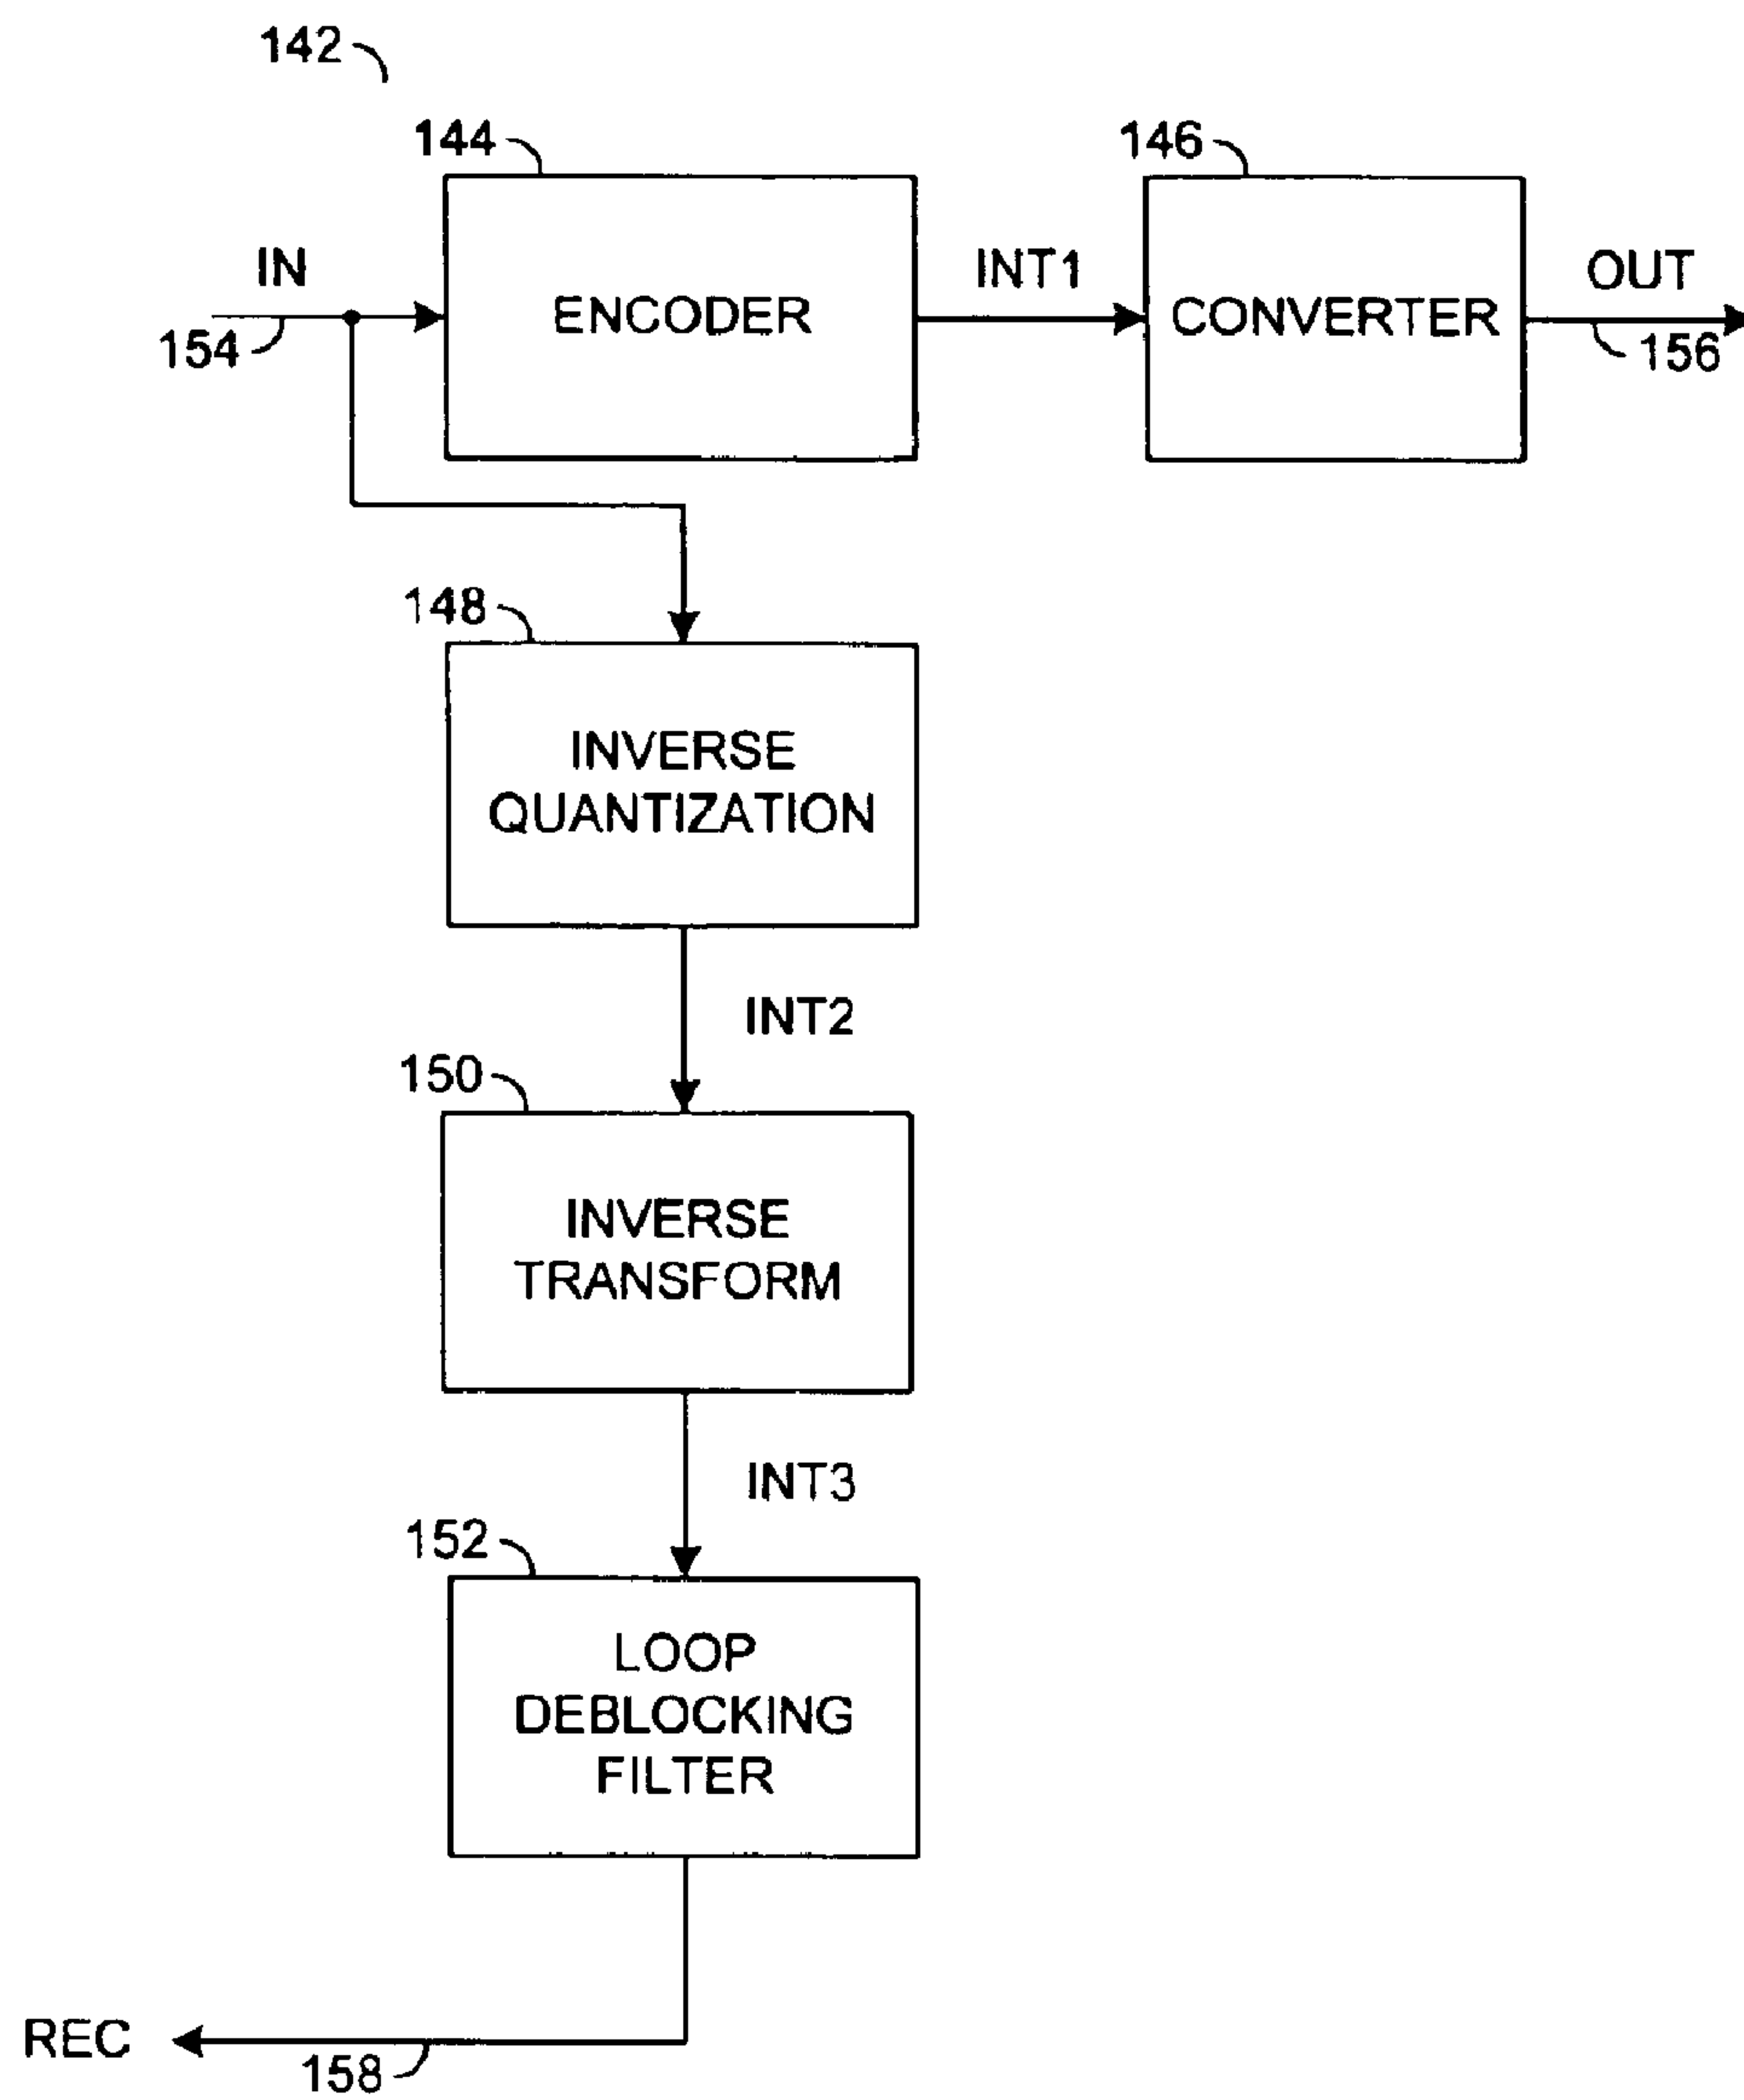 142
144
146
IN
ENCODER
INT1
CONVERTER
OUT
154
156
148
INVERSE
QUANTIZATION
INT2
150
INVERSE
TRANSFORM
INT3
152
LOOP
DEBLOCKING
FILTER
REC
158